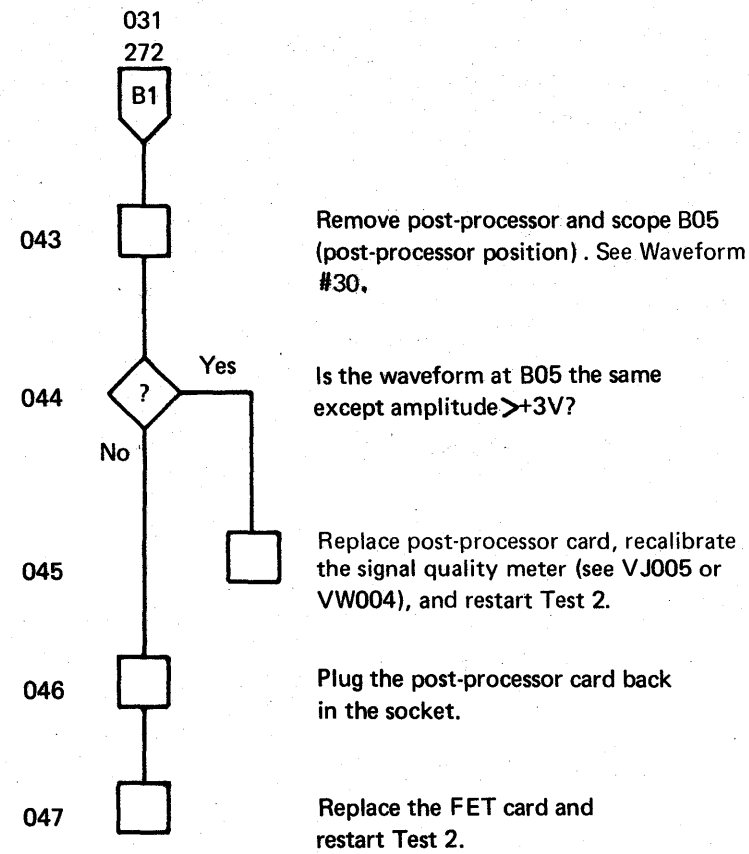 031
272
B1
043
Remove post-processor and scope B05
(post-processor position) . See Waveform
#30.
044
?
Yes
No
Is the waveform at B05 the same
except amplitude>+3V?
045
Replace post-processor card, recalibrate
the signal quality meter (see VJ005 or
VW004), and restart Test 2.
046
Plug the post-processor card back
in the socket.
047
Replace the FET card and
restart Test 2.